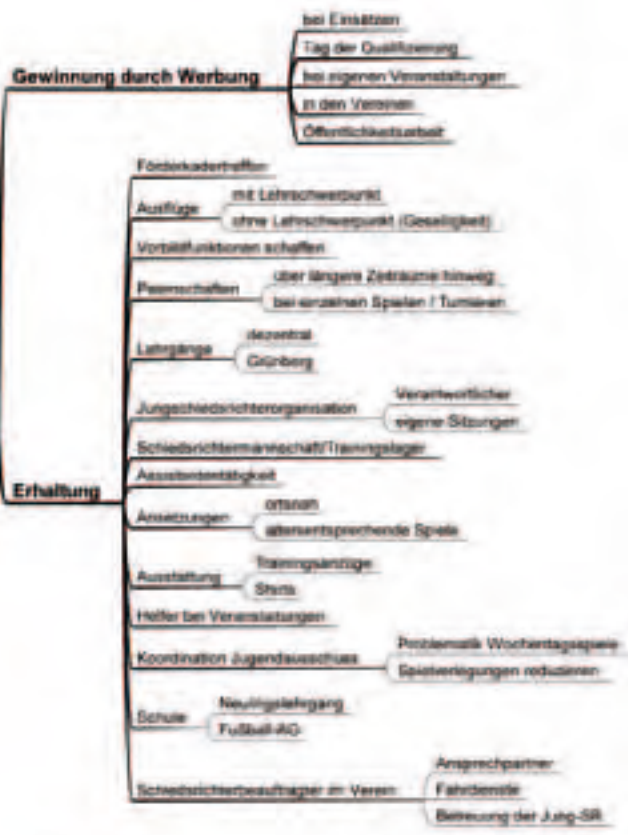 bei Einsätzen
Tag der Qualifizierung
Gewinnung durch Werbung
bei eigenen Veranstaltungen
in den Vereinen
Öffentlichkeitsarbeit
Förderkadertreffen
Ausflüge
mit Lehrschwerpunkt
ohne Lehrschwerpunkt (Geselligkeit)
Vorbildfunktionen schaffen
Patenschaften
über längere Zeiträume hinweg
bei einzelnen Spielen / Turnieren
Lehrgänge
dezentral
Grünberg
Jungschiedsrichterorganisation
Verantwortlicher
eigene Sitzungen
Schiedsrichtermannschaft/Trainingslager
Assistententätigkeit
Erhaltung
Ansetzungen
ortsnah
altersentsprechende Spiele
Ausstattung
Trainingsanzüge
Shirts
Helfer bei Veranstaltungen
Koordination Jugendausschuss
Problematik Wochentagsspiele
Spielverlegungen reduzieren
Schule
Neulingslehrgang
Fußball-AG
Schiedsrichterbeauftragter im Verein
Ansprechpartner
Fahrdienste
Betreuung der Jung-SR